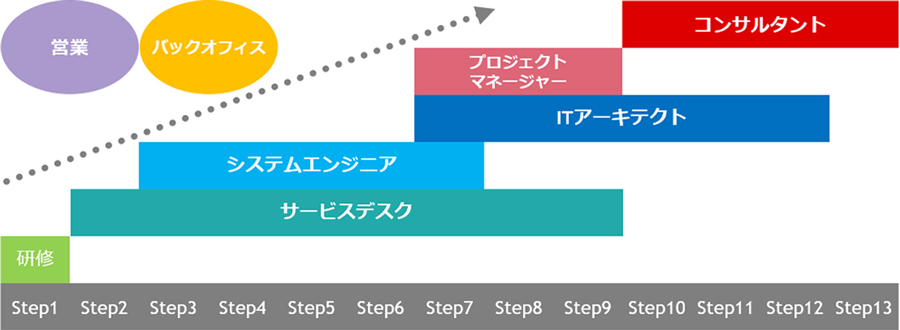 営業
バックオフィス
コンサルタント
プロジェクト
マネージャー
ITアーキテクト
システムエンジニア
サービスデスク
研修
Step1 Step2 Step3 Step4 Step5 Step6 Step7 Step8 Step9 Step10 Step11 Step12 Step13